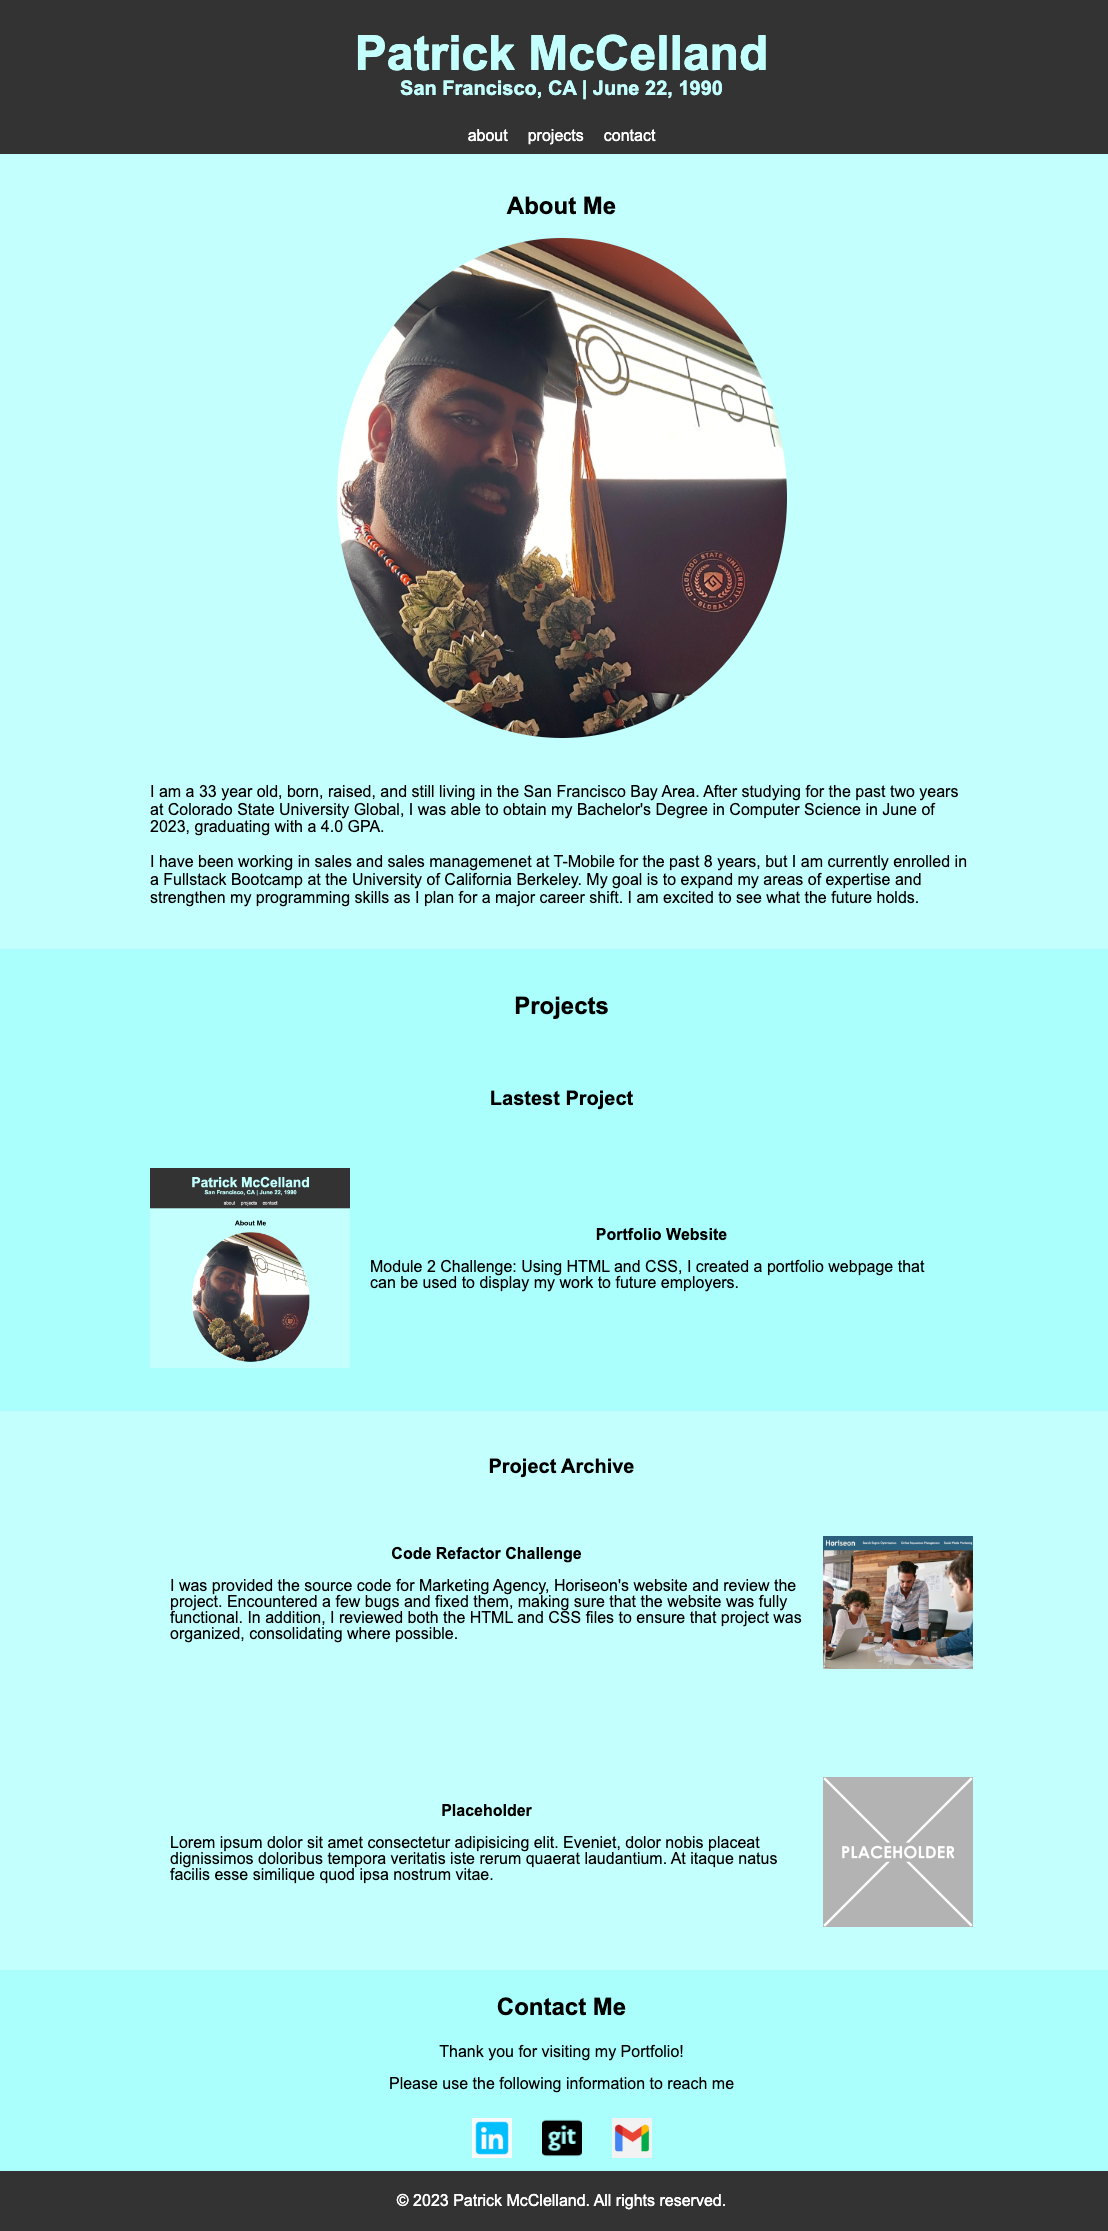 Patrick McCelland
San Francisco, CA | June 22, 1990
about projects contact
About Me
COLORADO STATE UNIVERSITY
GLOBAL
I am a 33 year old, born, raised, and still living in the San Francisco Bay Area. After studying for the past two years
at Colorado State University Global, I was able to obtain my Bachelor's Degree in Computer Science in June of
2023, graduating with a 4.0 GPA.
I have been working in sales and sales managemenet at T-Mobile for the past 8 years, but I am currently enrolled in
a Fullstack Bootcamp at the University of California Berkeley. My goal is to expand my areas of expertise and
strengthen my programming skills as I plan for a major career shift. I am excited to see what the future holds.
Projects
Lastest Project
Patrick McCelland
San Francisco, CA | June 22, 1990
about projects contact
About Me
Portfolio Website
Module 2 Challenge: Using HTML and CSS, I created a portfolio webpage that
can be used to display my work to future employers.
Project Archive
Code Refactor Challenge
I was provided the source code for Marketing Agency, Horiseon's website and review the
project. Encountered a few bugs and fixed them, making sure that the website was fully
functional. In addition, I reviewed both the HTML and CSS files to ensure that project was
organized, consolidating where possible.
Horiseon Search Engine Optimization Online Reputation Management Social Media Marketing
Placeholder
Lorem ipsum dolor sit amet consectetur adipisicing elit. Eveniet, dolor nobis placeat
dignissimos doloribus tempora veritatis iste rerum quaerat laudantium. At itaque natus
facilis esse similique quod ipsa nostrum vitae.
PLACEHOLDER
Contact Me
Thank you for visiting my Portfolio!
Please use the following information to reach me
in git
© 2023 Patrick McClelland. All rights reserved.